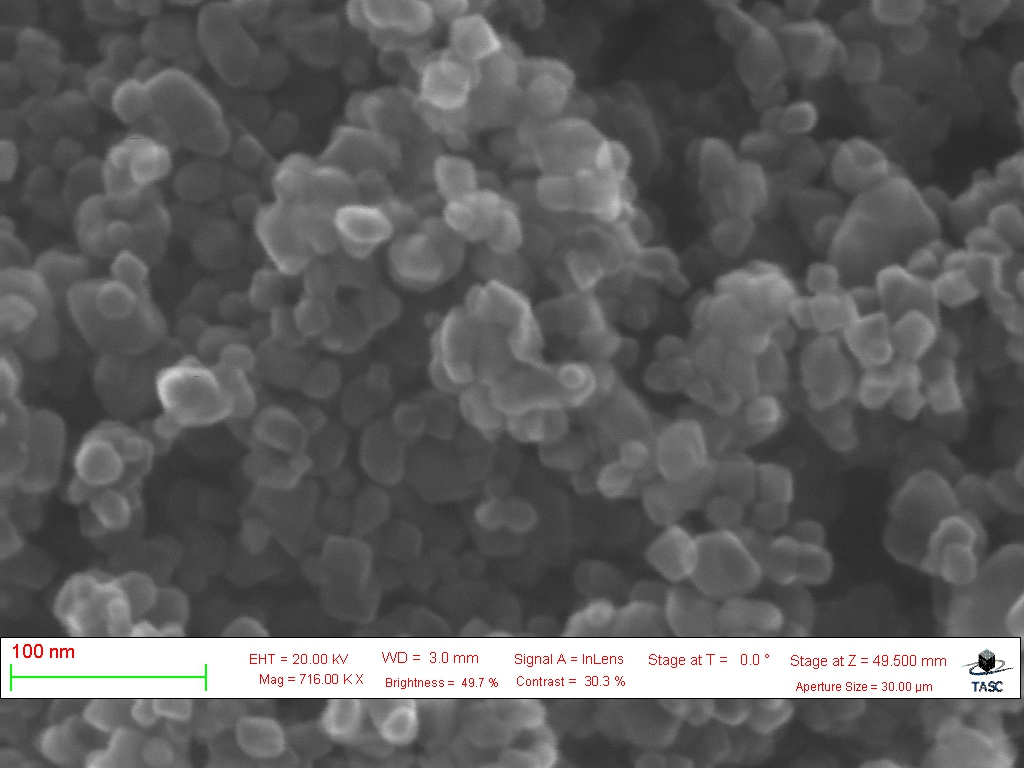 100 nm
EHT = 20.00 kV
WD = 3.0 mm
Signal A = InLens
Stage at T = 0.0 °
Stage at Z = 49.500 mm
Mag = 716.00 K X
Brightness = 49.7 %
Contrast = 30.3 %
Aperture Size = 30.00 µm
TASC